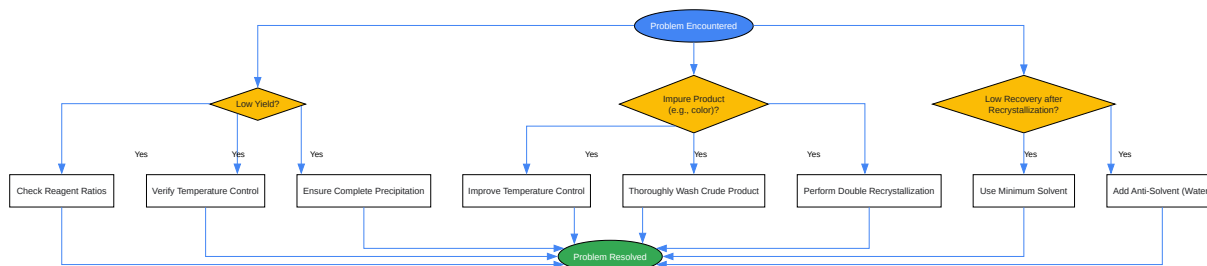 Problem Encountered
Low Yield?
Impure Product
(e.g., color)?
Low Recovery after
Recrystallization?
Yes
Yes
Yes
Yes
Yes
Yes
Yes
Yes
Check Reagent Ratios
Verify Temperature Control
Ensure Complete Precipitation
Improve Temperature Control
Thoroughly Wash Crude Product
Perform Double Recrystallization
Use Minimum Solvent
Add Anti-Solvent (Water
Problem Resolved